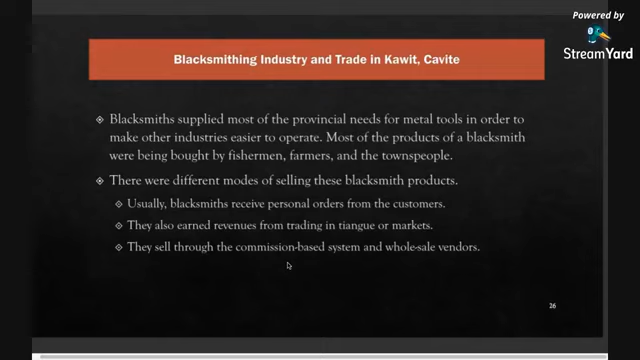 Powered by
StreamYard
Blacksmithing Industry and Trade in Kawit, Cavite
Blacksmiths supplied most of the provincial needs for metal tools in order to
make other industries easier to operate. Most of the products of a blacksmith
were being bought by fishermen, farmers, and the townspeople.
There were different modes of selling these blacksmith products.
Usually, blacksmiths receive personal orders from the customers.
They also earned revenues from trading in tiangue or markets.
They sell through the commission-based system and whole-sale vendors.
26